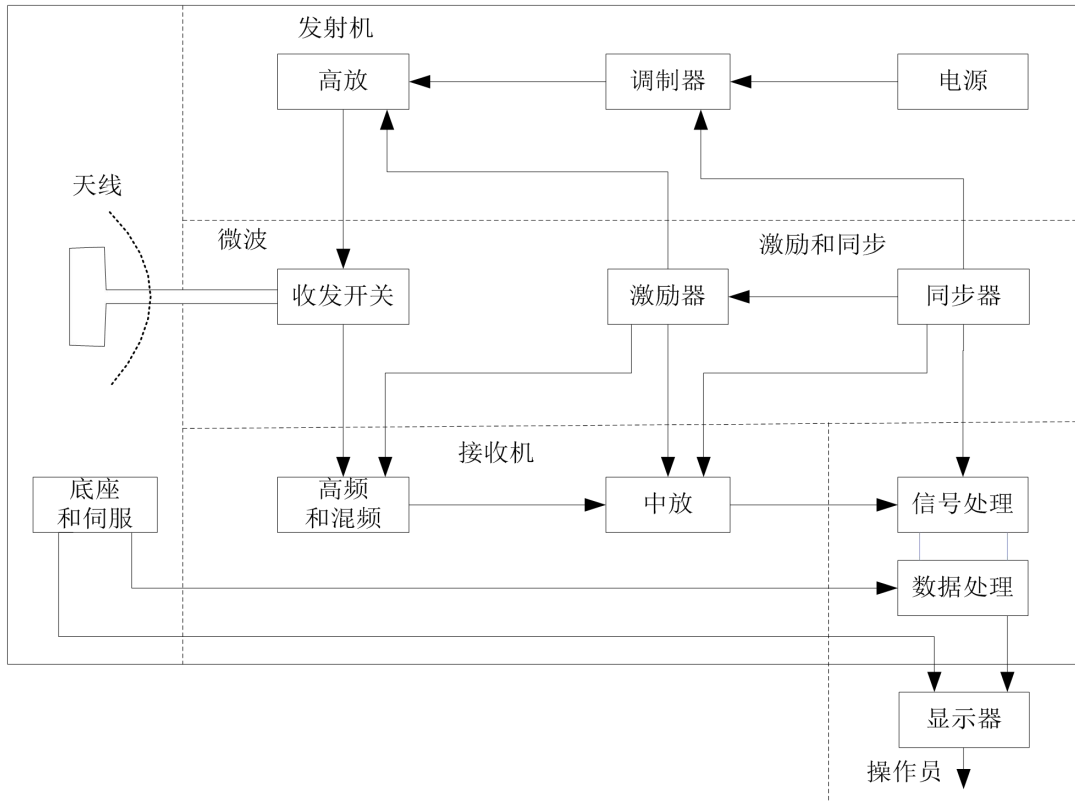 发射机
高放
调制器
电源
天线
微波
激励和同步
收发开关
激励器
同步器
接收机
底座
和伺服
高频
和混频
中放
信号处理
数据处理
显示器
操作员